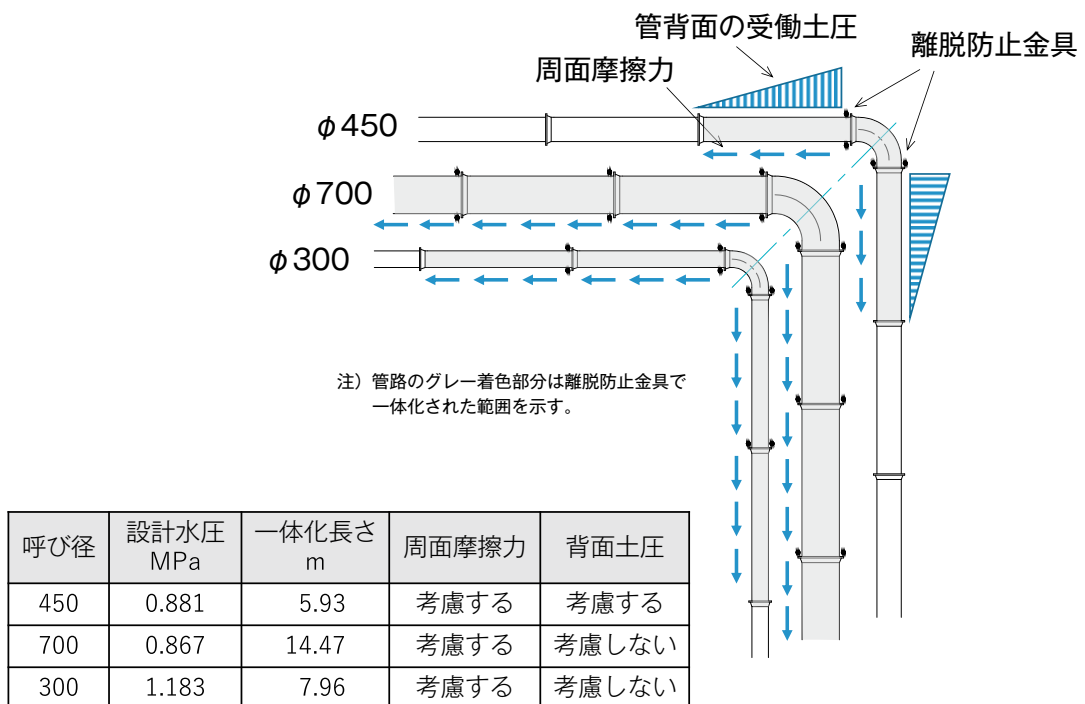 管背面の受働土圧
離脱防止金具
周面摩擦力
φ450
φ700
φ300
注）管路のグレー着色部分は離脱防止金具で
一体化された範囲を示す。
呼び径 設計水圧 MPa 一体化長さ m 周面摩擦力 背面土圧
450 0.881 5.93 考慮する 考慮する
700 0.867 14.47 考慮する 考慮しない
300 1.183 7.96 考慮する 考慮しない